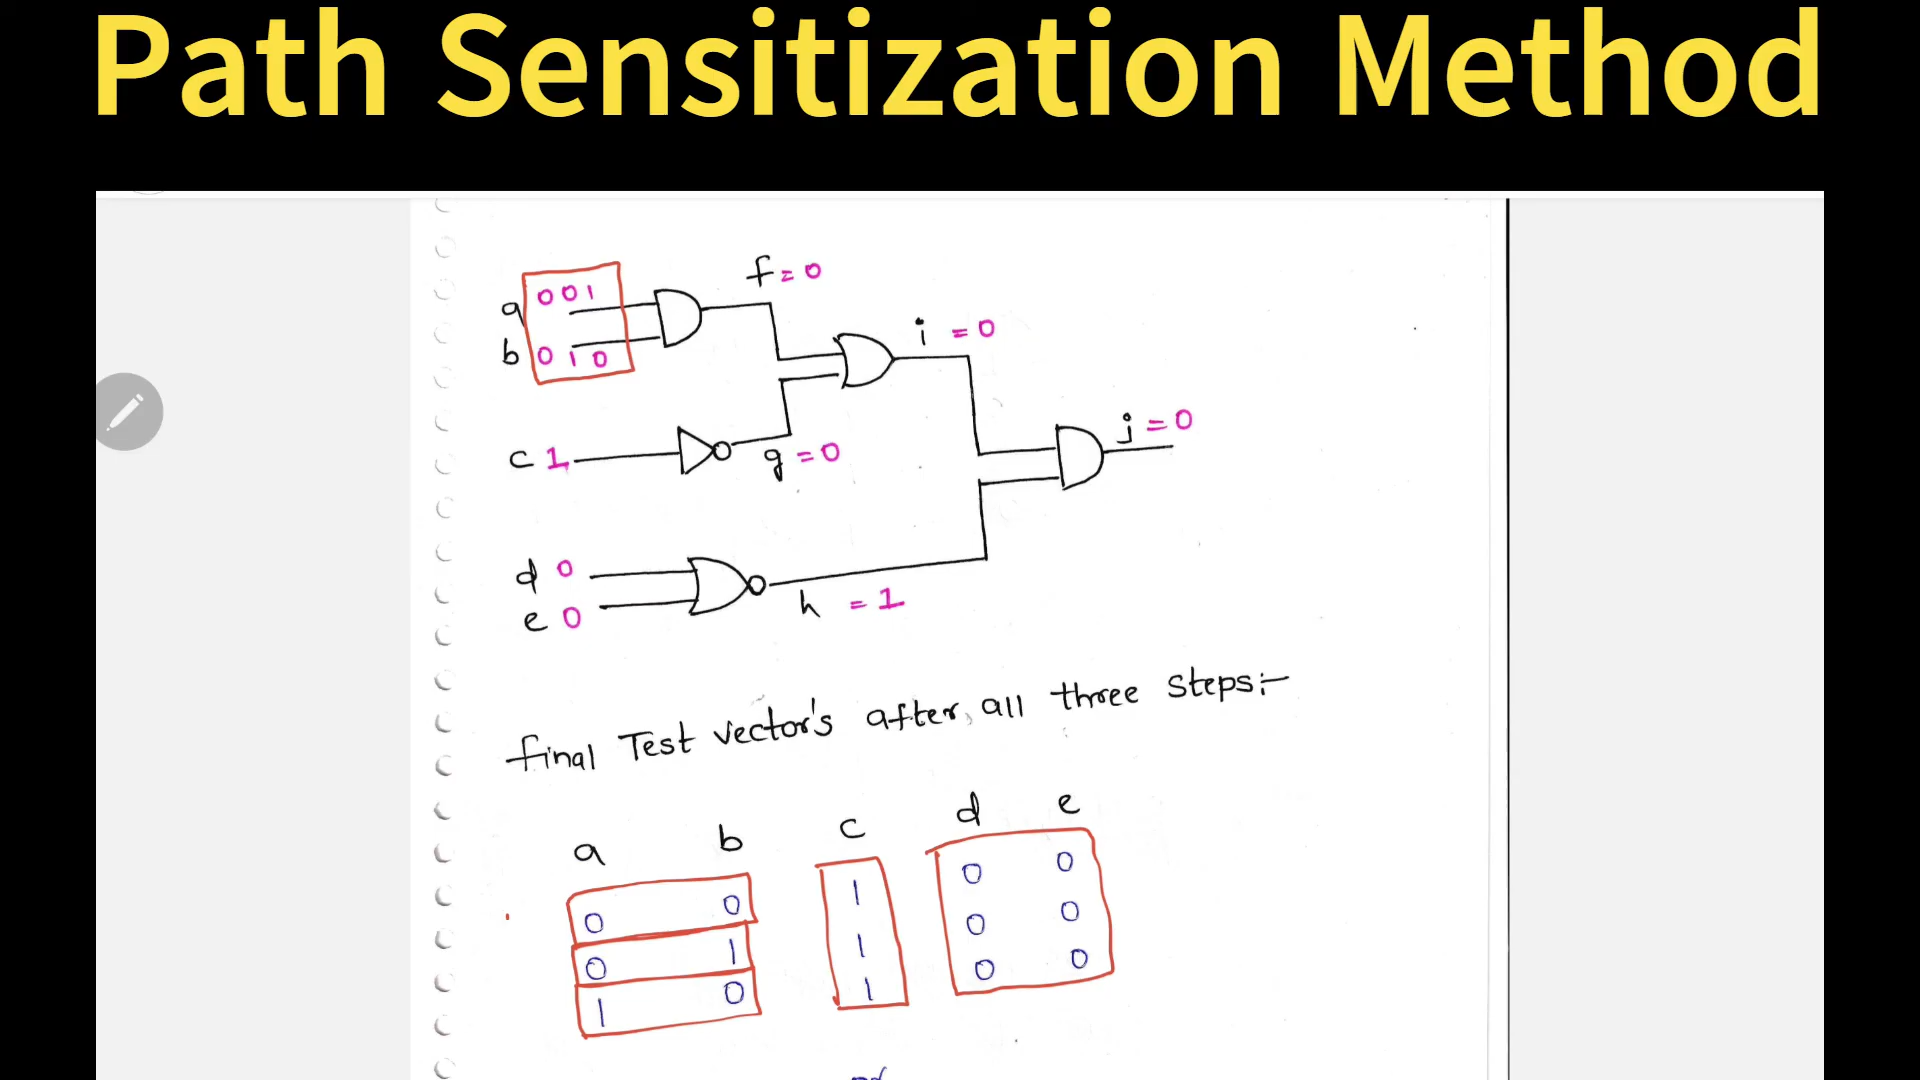 Path Sensitization Method
f = 0
a 0 0 1
i = 0
b 0 1 0
j = 0
c 1
g = 0
d 0
h = 1
e 0
final Test vector's after, all three steps:-
a b c d e
0 0 1 0 0
0 1 1 0 0
1 0 1 0 0